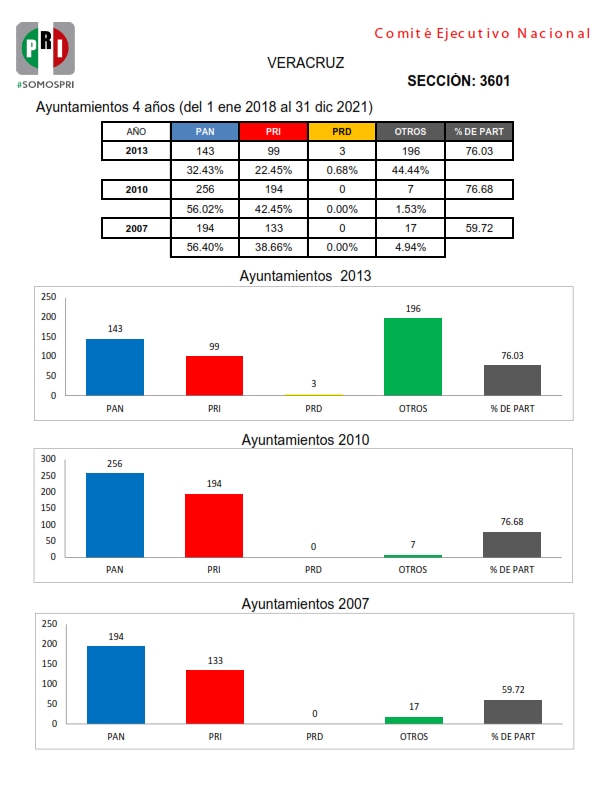 Comité Ejecutivo Nacional
PRI
#SOMOSPRI
VERACRUZ
SECCIÓN: 3601
Ayuntamientos 4 años (del 1 ene 2018 al 31 dic 2021)
AÑO PAN PRI PRD OTROS % DE PART
2013 143 99 3 196 76.03
32.43% 22.45% 0.68% 44.44%
2010 256 194 0 7 76.68
56.02% 42.45% 0.00% 1.53%
2007 194 133 0 17 59.72
56.40% 38.66% 0.00% 4.94%
Ayuntamientos 2013
250
200
150
100
50
0
143 99 3 196 76.03
PAN PRI PRD OTROS % DE PART
Ayuntamientos 2010
300
250
200
150
100
50
0
256 194 0 7 76.68
PAN PRI PRD OTROS % DE PART
Ayuntamientos 2007
250
200
150
100
50
0
194 133 0 17 59.72
PAN PRI PRD OTROS % DE PART